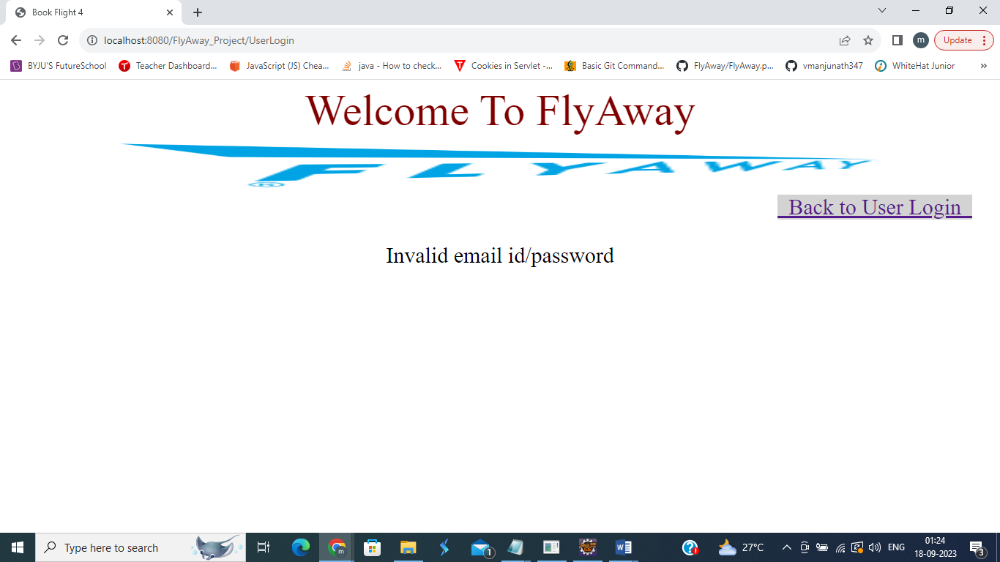 Book Flight 4
localhost:8080/FlyAway_Project/UserLogin
m
Update
BYJU'S FutureSchool
Teacher Dashboard...
JavaScript (JS) Chea...
java - How to check...
Cookies in Servlet -...
Basic Git Command...
FlyAway/FlyAway.p...
vmanjunath347
WhiteHat Junior
»
Welcome To FlyAway
FLYAWAY
®
Back to User Login
Invalid email id/password
Type here to search
m
1
27°C
ENG
01:24
18-09-2023
3